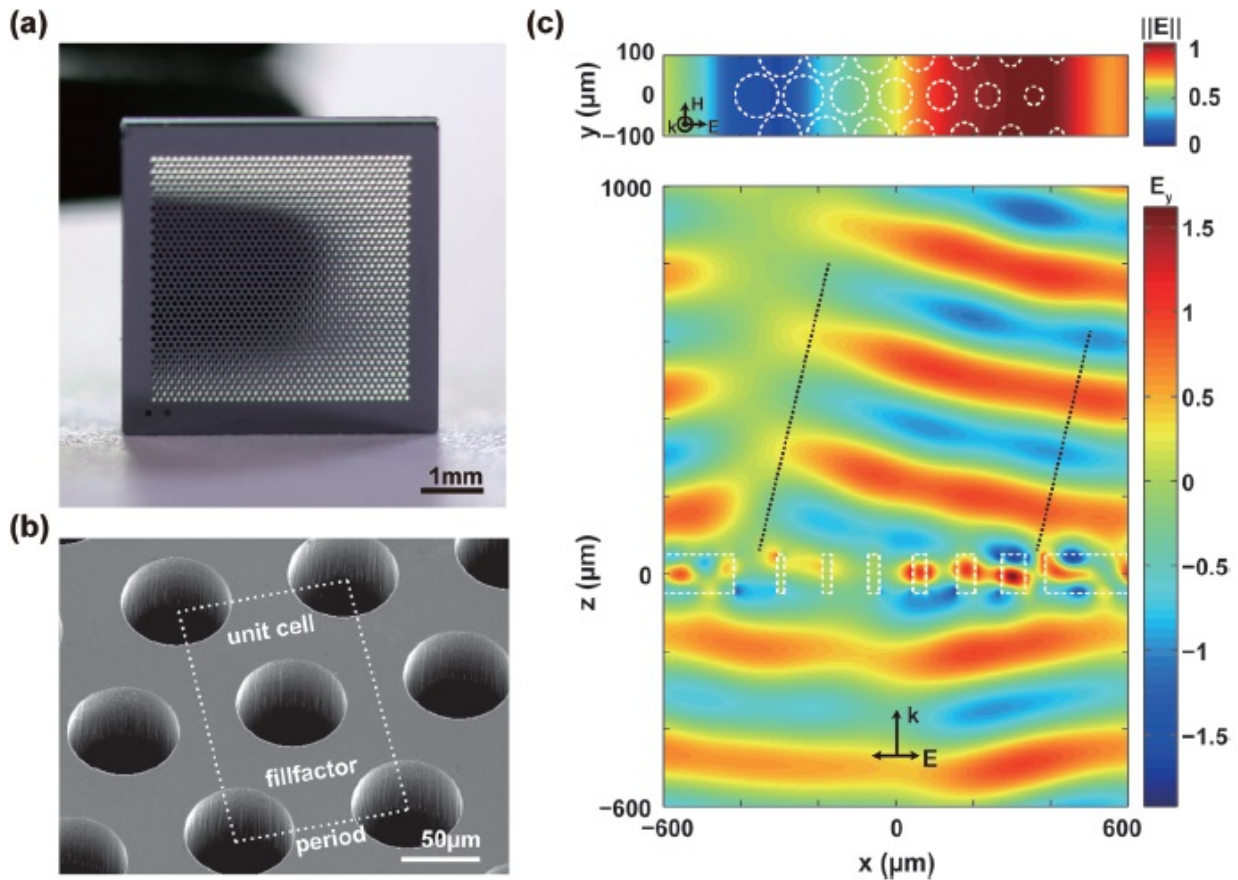 (a)
1mm
(b)
unit cell
fillfactor
period
50μm
(c)
||E||
1
0.5
0
100
0
−100
y (μm)
H
k
E
E_y
1.5
1
0.5
0
−0.5
−1
−1.5
1000
0
−600
z (μm)
k
E
−600
0
600
x (μm)